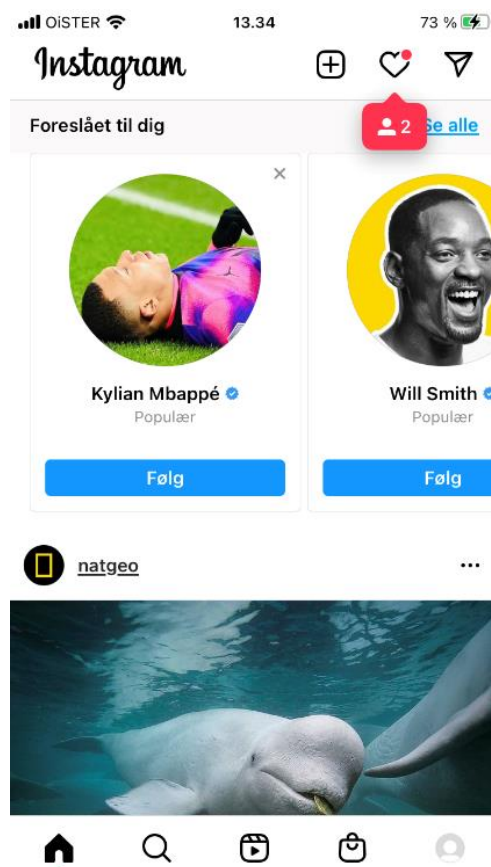 OiSTER 13.34 73 %
Instagram
2
Foreslået til dig Se alle
Kylian Mbappé Will Smith
Populær Populær
Følg Følg
natgeo